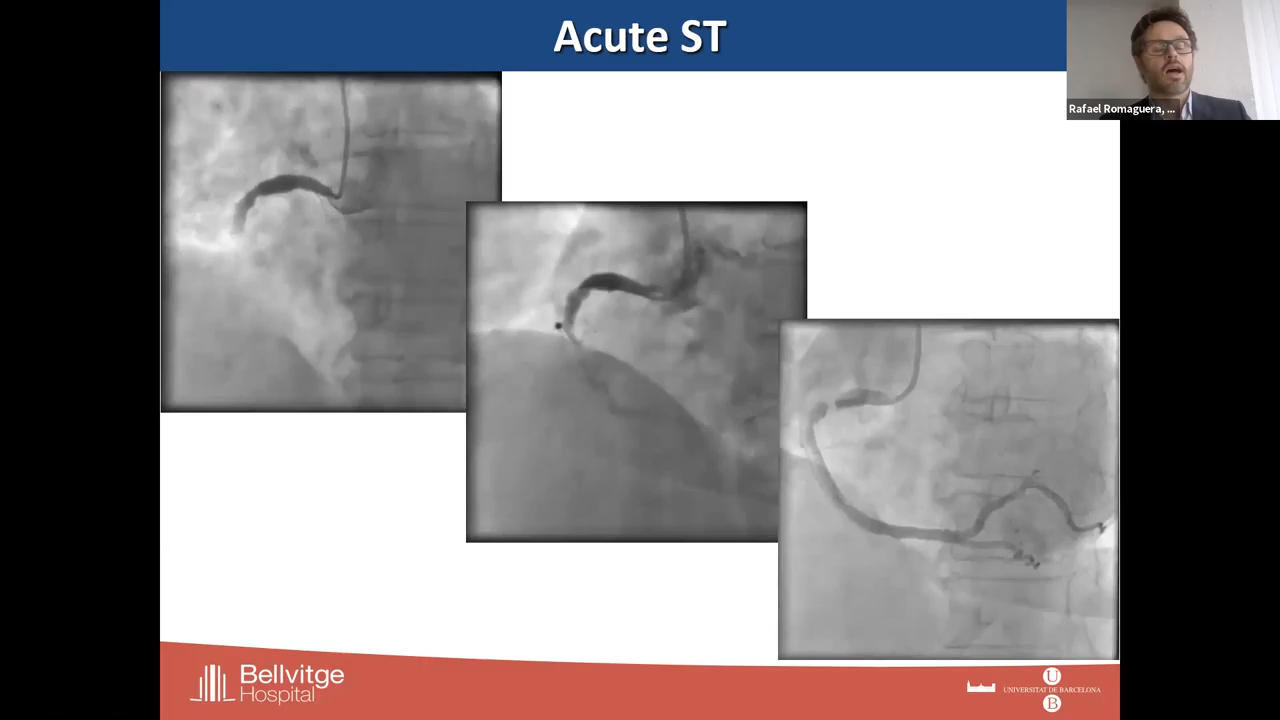 Acute ST
Rafael Romaguera, ...
Bellvitge
Hospital
UNIVERSITAT DE BARCELONA
U
B